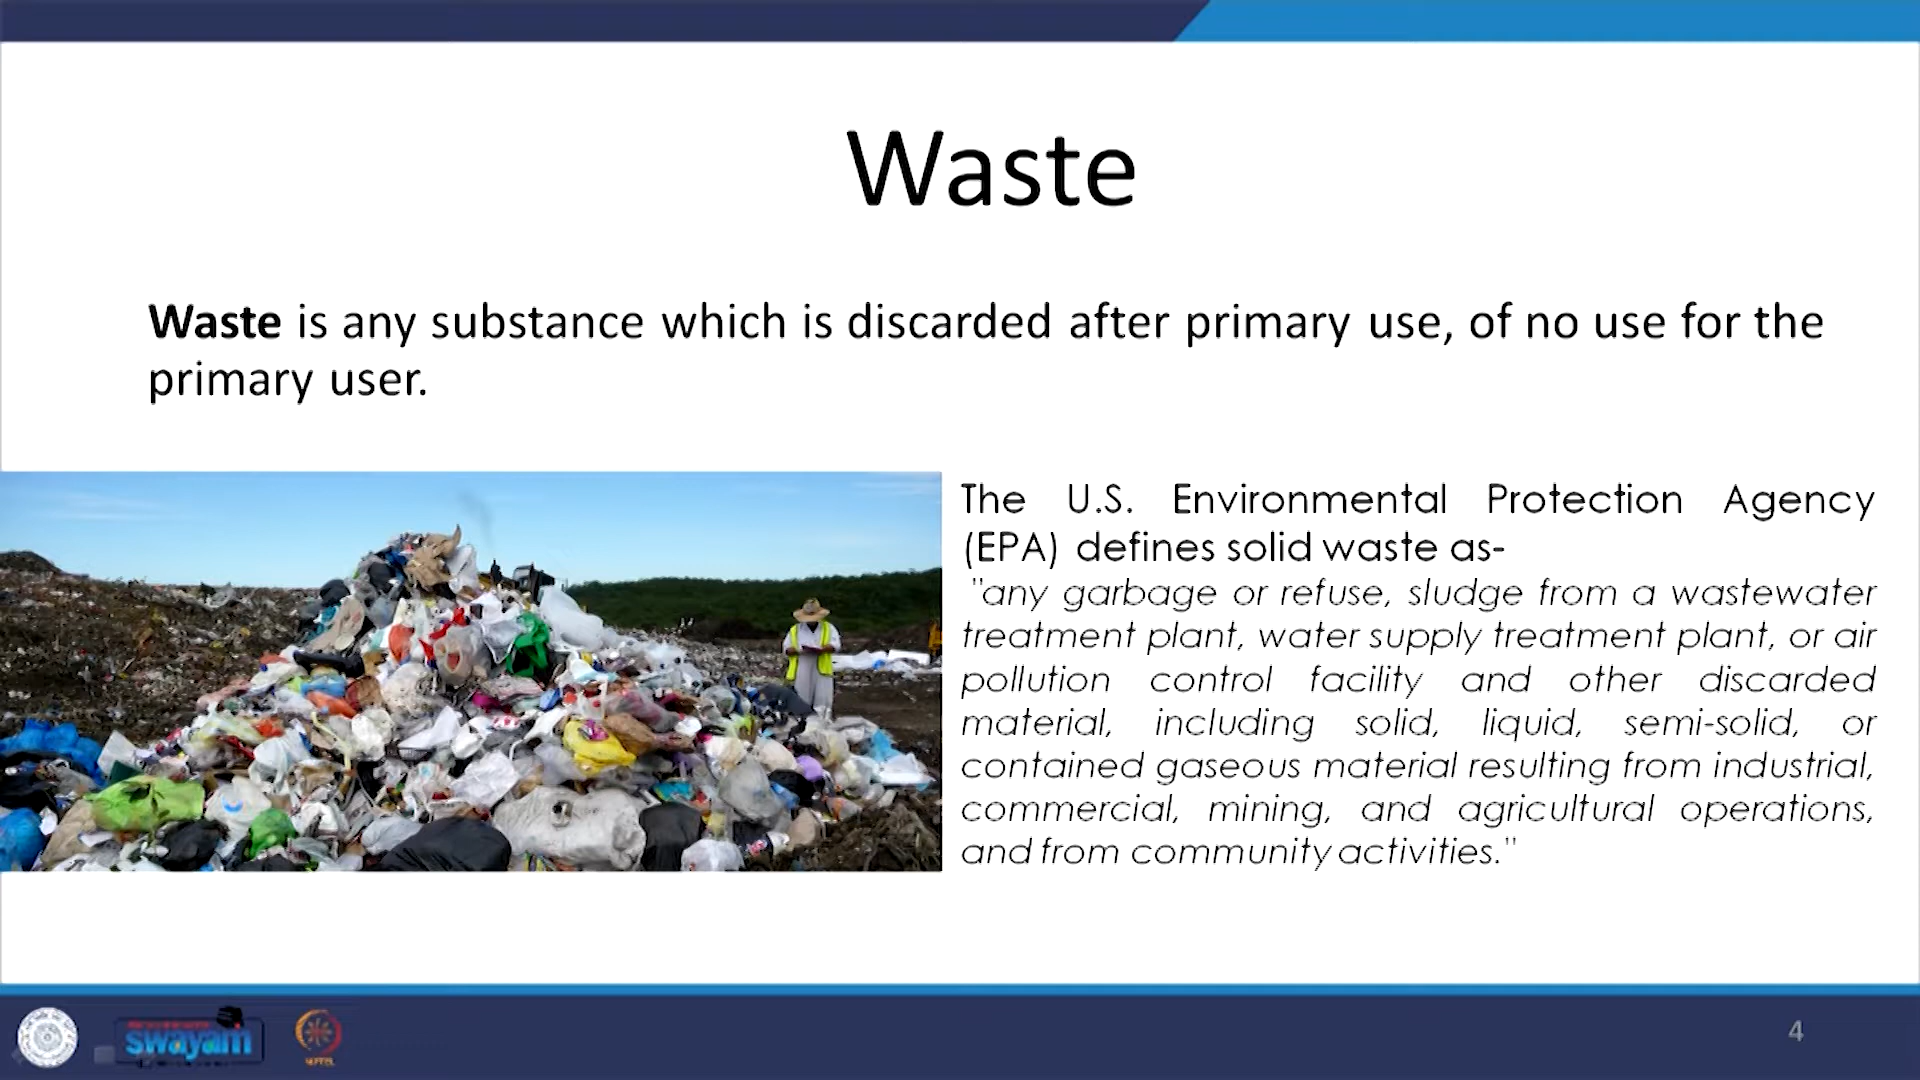 Waste
Waste is any substance which is discarded after primary use, of no use for the
primary user.
The U.S. Environmental Protection Agency
(EPA) defines solid waste as-
"any garbage or refuse, sludge from a wastewater
treatment plant, water supply treatment plant, or air
pollution control facility and other discarded
material, including solid, liquid, semi-solid, or
contained gaseous material resulting from industrial,
commercial, mining, and agricultural operations,
and from community activities."
swayam
4